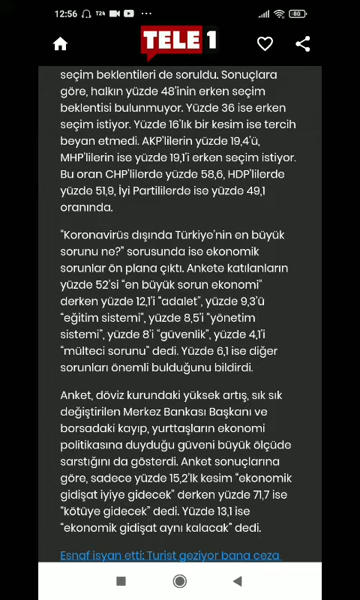 12:56 T24 ... 80
TELE 1
seçim beklentileri de soruldu. Sonuçlara
göre, halkın yüzde 48'inin erken seçim
beklentisi bulunmuyor. Yüzde 36 ise erken
seçim istiyor. Yüzde 16'lık bir kesim ise tercih
beyan etmedi. AKP'lilerin yüzde 19,4'ü,
MHP'lilerin ise yüzde 19,1'i erken seçim istiyor.
Bu oran CHP'lilerde yüzde 58,6, HDP'lilerde
yüzde 51,9, İyi Partililerde ise yüzde 49,1
oranında.
"Koronavirüs dışında Türkiye'nin en büyük
sorunu ne?" sorusunda ise ekonomik
sorunlar ön plana çıktı. Ankete katılanların
yüzde 52'si "en büyük sorun ekonomi"
derken yüzde 12,1'i "adalet", yüzde 9,3'ü
"eğitim sistemi", yüzde 8,5'i "yönetim
sistemi", yüzde 8'i "güvenlik", yüzde 4,1'i
"mülteci sorunu" dedi. Yüzde 6,1 ise diğer
sorunları önemli bulduğunu bildirdi.
Anket, döviz kurundaki yüksek artış, sık sık
değiştirilen Merkez Bankası Başkanı ve
borsadaki kayıp, yurttaşların ekonomi
politikasına duyduğu güveni büyük ölçüde
sarstığını da gösterdi. Anket sonuçlarına
göre, sadece yüzde 15,2'lk kesim "ekonomik
gidişat iyiye gidecek" derken yüzde 71,7 ise
"kötüye gidecek" dedi. Yüzde 13,1 ise
"ekonomik gidişat aynı kalacak" dedi.
Esnaf isyan etti: Turist geziyor bana ceza